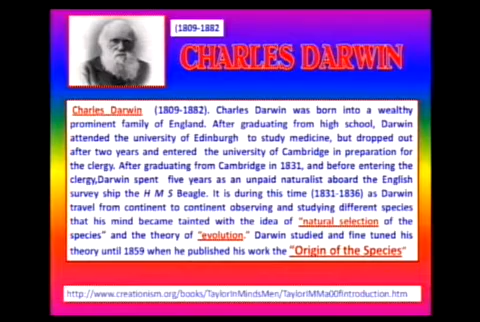 (1809-1882
CHARLES DARWIN
Charles Darwin (1809-1882). Charles Darwin was born into a wealthy
prominent family of England. After graduating from high school, Darwin
attended the university of Edinburgh to study medicine, but dropped out
after two years and entered the university of Cambridge in preparation for
the clergy. After graduating from Cambridge in 1831, and before entering the
clergy,Darwin spent five years as an unpaid naturalist aboard the English
survey ship the H M S Beagle. It is during this time (1831-1836) as Darwin
travel from continent to continent observing and studying different species
that his mind became tainted with the idea of "natural selection of the
species" and the theory of "evolution." Darwin studied and fine tuned his
theory until 1859 when he published his work the "Origin of the Species"
http://www.creationism.org/books/TaylorInMindsMen/TaylorIMMa00fintroduction.htm